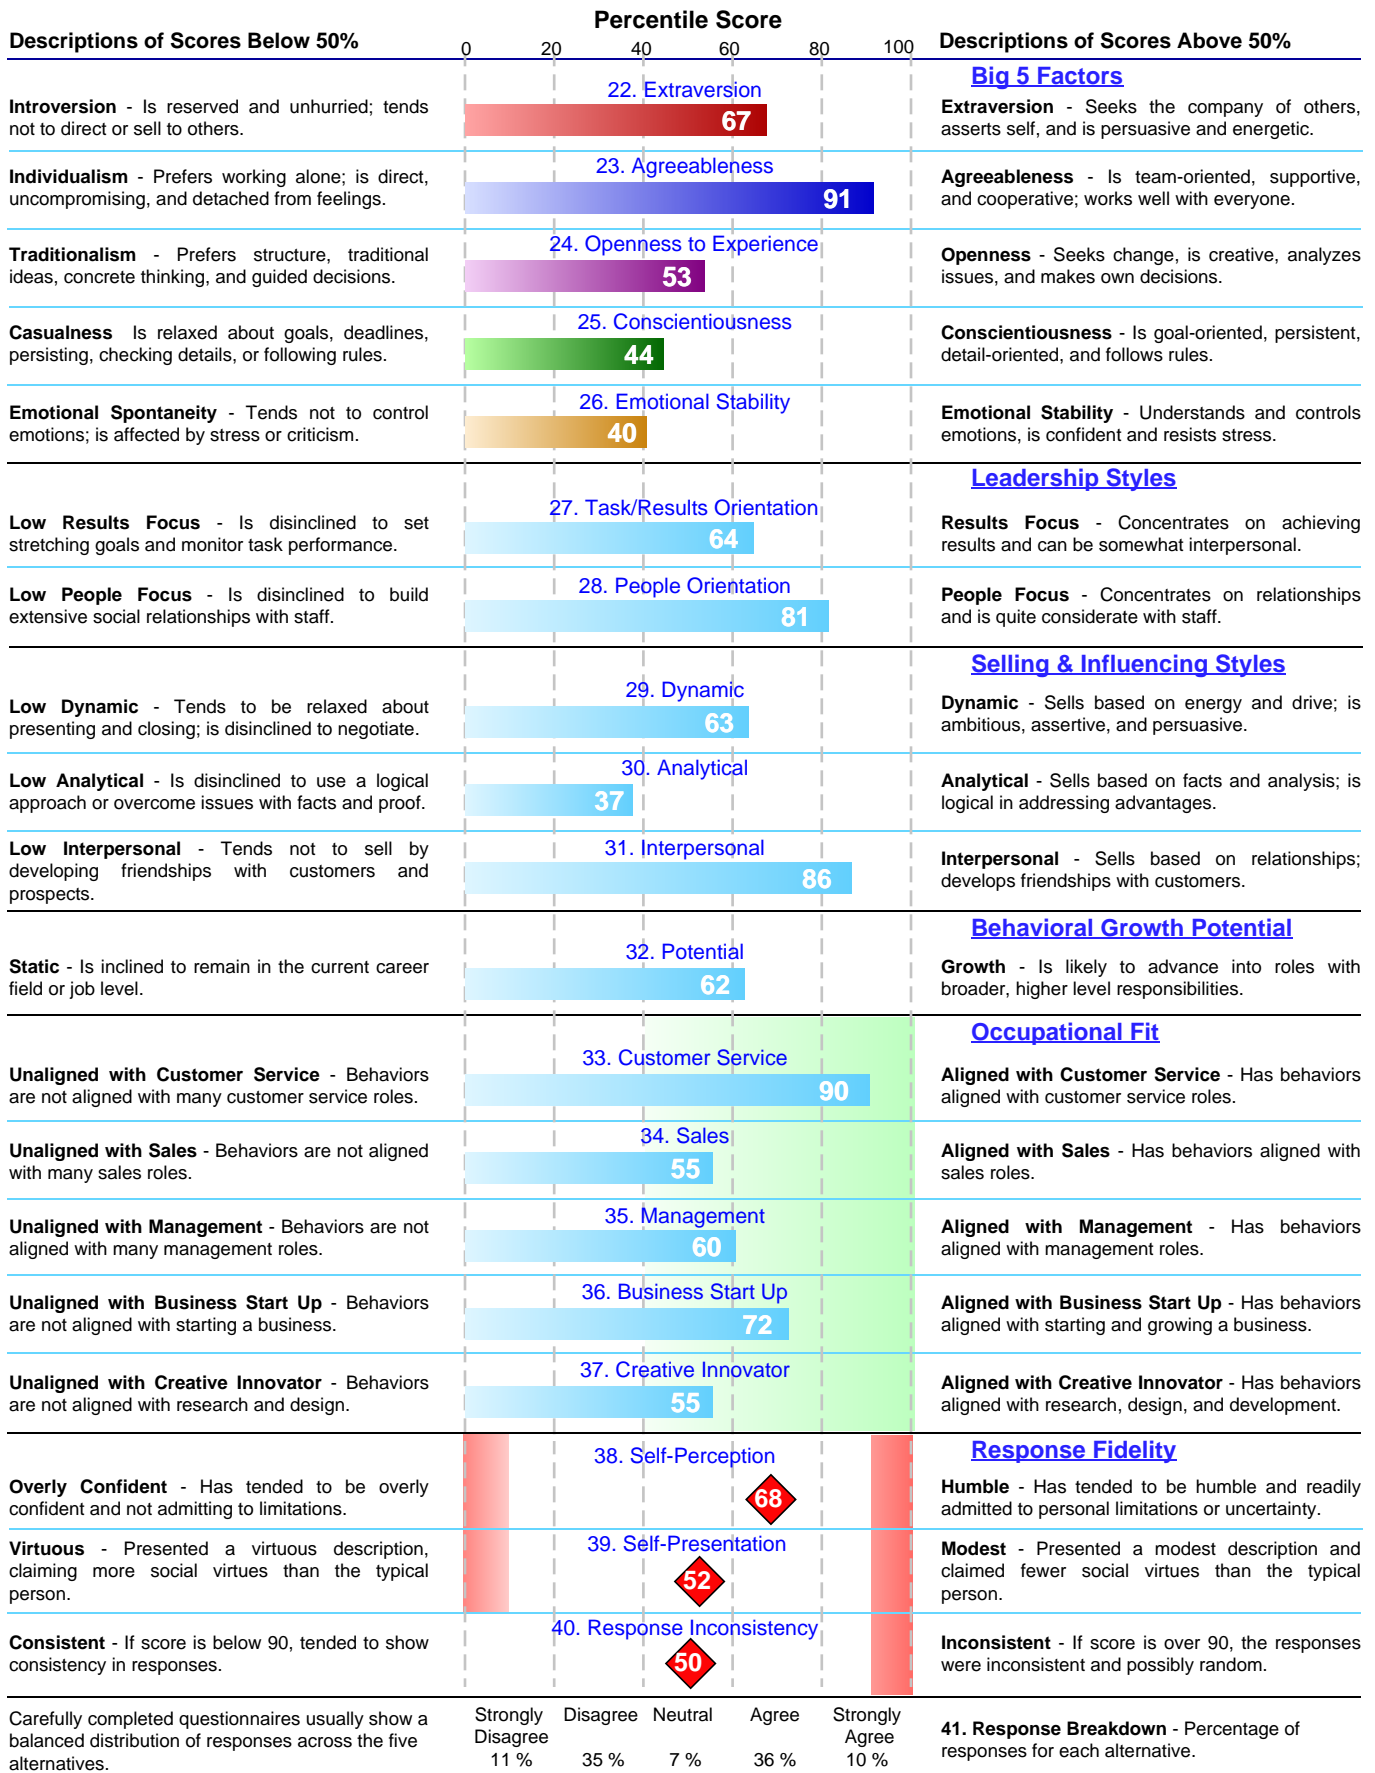 Percentile Score
Descriptions of Scores Below 50%
0 20 40 60 80 100
Descriptions of Scores Above 50%
Big 5 Factors
22. Extraversion
Introversion - Is reserved and unhurried; tends
not to direct or sell to others.
67
Extraversion - Seeks the company of others,
asserts self, and is persuasive and energetic.
23. Agreeableness
Individualism - Prefers working alone; is direct,
uncompromising, and detached from feelings.
91
Agreeableness - Is team-oriented, supportive,
and cooperative; works well with everyone.
24. Openness to Experience
Traditionalism - Prefers structure, traditional
ideas, concrete thinking, and guided decisions.
53
Openness - Seeks change, is creative, analyzes
issues, and makes own decisions.
25. Conscientiousness
Casualness Is relaxed about goals, deadlines,
persisting, checking details, or following rules.
44
Conscientiousness - Is goal-oriented, persistent,
detail-oriented, and follows rules.
26. Emotional Stability
Emotional Spontaneity - Tends not to control
emotions; is affected by stress or criticism.
40
Emotional Stability - Understands and controls
emotions, is confident and resists stress.
Leadership Styles
27. Task/Results Orientation
Low Results Focus - Is disinclined to set
stretching goals and monitor task performance.
64
Results Focus - Concentrates on achieving
results and can be somewhat interpersonal.
28. People Orientation
Low People Focus - Is disinclined to build
extensive social relationships with staff.
81
People Focus - Concentrates on relationships
and is quite considerate with staff.
Selling & Influencing Styles
29. Dynamic
Low Dynamic - Tends to be relaxed about
presenting and closing; is disinclined to negotiate.
63
Dynamic - Sells based on energy and drive; is
ambitious, assertive, and persuasive.
30. Analytical
Low Analytical - Is disinclined to use a logical
approach or overcome issues with facts and proof.
37
Analytical - Sells based on facts and analysis; is
logical in addressing advantages.
31. Interpersonal
Low Interpersonal - Tends not to sell by
developing friendships with customers and
prospects.
86
Interpersonal - Sells based on relationships;
develops friendships with customers.
Behavioral Growth Potential
32. Potential
Static - Is inclined to remain in the current career
field or job level.
62
Growth - Is likely to advance into roles with
broader, higher level responsibilities.
Occupational Fit
33. Customer Service
Unaligned with Customer Service - Behaviors
are not aligned with many customer service roles.
90
Aligned with Customer Service - Has behaviors
aligned with customer service roles.
34. Sales
Unaligned with Sales - Behaviors are not aligned
with many sales roles.
55
Aligned with Sales - Has behaviors aligned with
sales roles.
35. Management
Unaligned with Management - Behaviors are not
aligned with many management roles.
60
Aligned with Management - Has behaviors
aligned with management roles.
36. Business Start Up
Unaligned with Business Start Up - Behaviors
are not aligned with starting a business.
72
Aligned with Business Start Up - Has behaviors
aligned with starting and growing a business.
37. Creative Innovator
Unaligned with Creative Innovator - Behaviors
are not aligned with research and design.
55
Aligned with Creative Innovator - Has behaviors
aligned with research, design, and development.
Response Fidelity
38. Self-Perception
Overly Confident - Has tended to be overly
confident and not admitting to limitations.
68
Humble - Has tended to be humble and readily
admitted to personal limitations or uncertainty.
39. Self-Presentation
Virtuous - Presented a virtuous description,
claiming more social virtues than the typical
person.
52
Modest - Presented a modest description and
claimed fewer social virtues than the typical
person.
40. Response Inconsistency
Consistent - If score is below 90, tended to show
consistency in responses.
50
Inconsistent - If score is over 90, the responses
were inconsistent and possibly random.
Carefully completed questionnaires usually show a
balanced distribution of responses across the five
alternatives.
Strongly Disagree Neutral Agree Strongly
Disagree Agree
11 % 35 % 7 % 36 % 10 %
41. Response Breakdown - Percentage of
responses for each alternative.